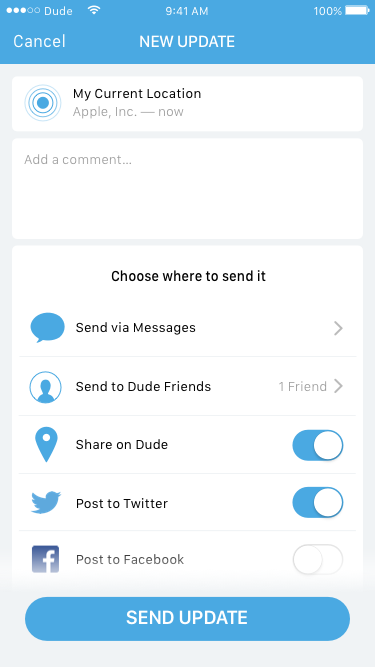 Dude 9:41 AM 100%
Cancel NEW UPDATE
My Current Location
Apple, Inc. — now
Add a comment...
Choose where to send it
Send via Messages
Send to Dude Friends 1 Friend
Share on Dude
Post to Twitter
Post to Facebook
SEND UPDATE